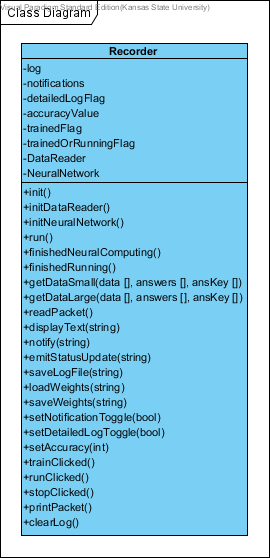 Visual Paradigm Standard Edition(Kansas State University)
Class Diagram
Recorder
-log
-notifications
-detailedLogFlag
-accuracyValue
-trainedFlag
-trainedOrRunningFlag
-DataReader
-NeuralNetwork
+init()
+initDataReader()
+initNeuralNetwork()
+run()
+finishedNeuralComputing()
+finishedRunning()
+getDataSmall(data [], answers [], ansKey [])
+getDataLarge(data [], answers [], ansKey [])
+readPacket()
+displayText(string)
+notify(string)
+emitStatusUpdate(string)
+saveLogFile(string)
+loadWeights(string)
+saveWeights(string)
+setNotificationToggle(bool)
+setDetailedLogToggle(bool)
+setAccuracy(int)
+trainClicked()
+runClicked()
+stopClicked()
+printPacket()
+clearLog()